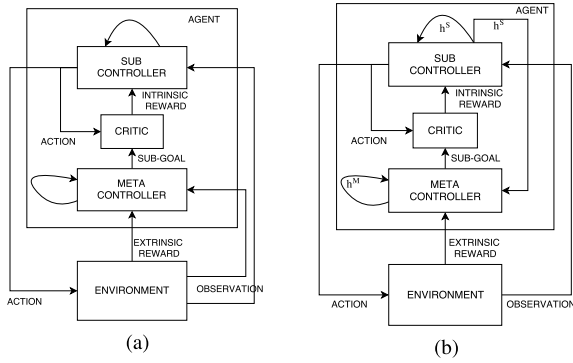 AGENT
SUB
CONTROLLER
INTRINSIC
REWARD
CRITIC
ACTION
SUB-GOAL
META
CONTROLLER
EXTRINSIC
REWARD
ENVIRONMENT
ACTION
OBSERVATION
(a)
AGENT
h^S
h^S
SUB
CONTROLLER
INTRINSIC
REWARD
CRITIC
ACTION
SUB-GOAL
h^M
META
CONTROLLER
EXTRINSIC
REWARD
ENVIRONMENT
ACTION
OBSERVATION
(b)